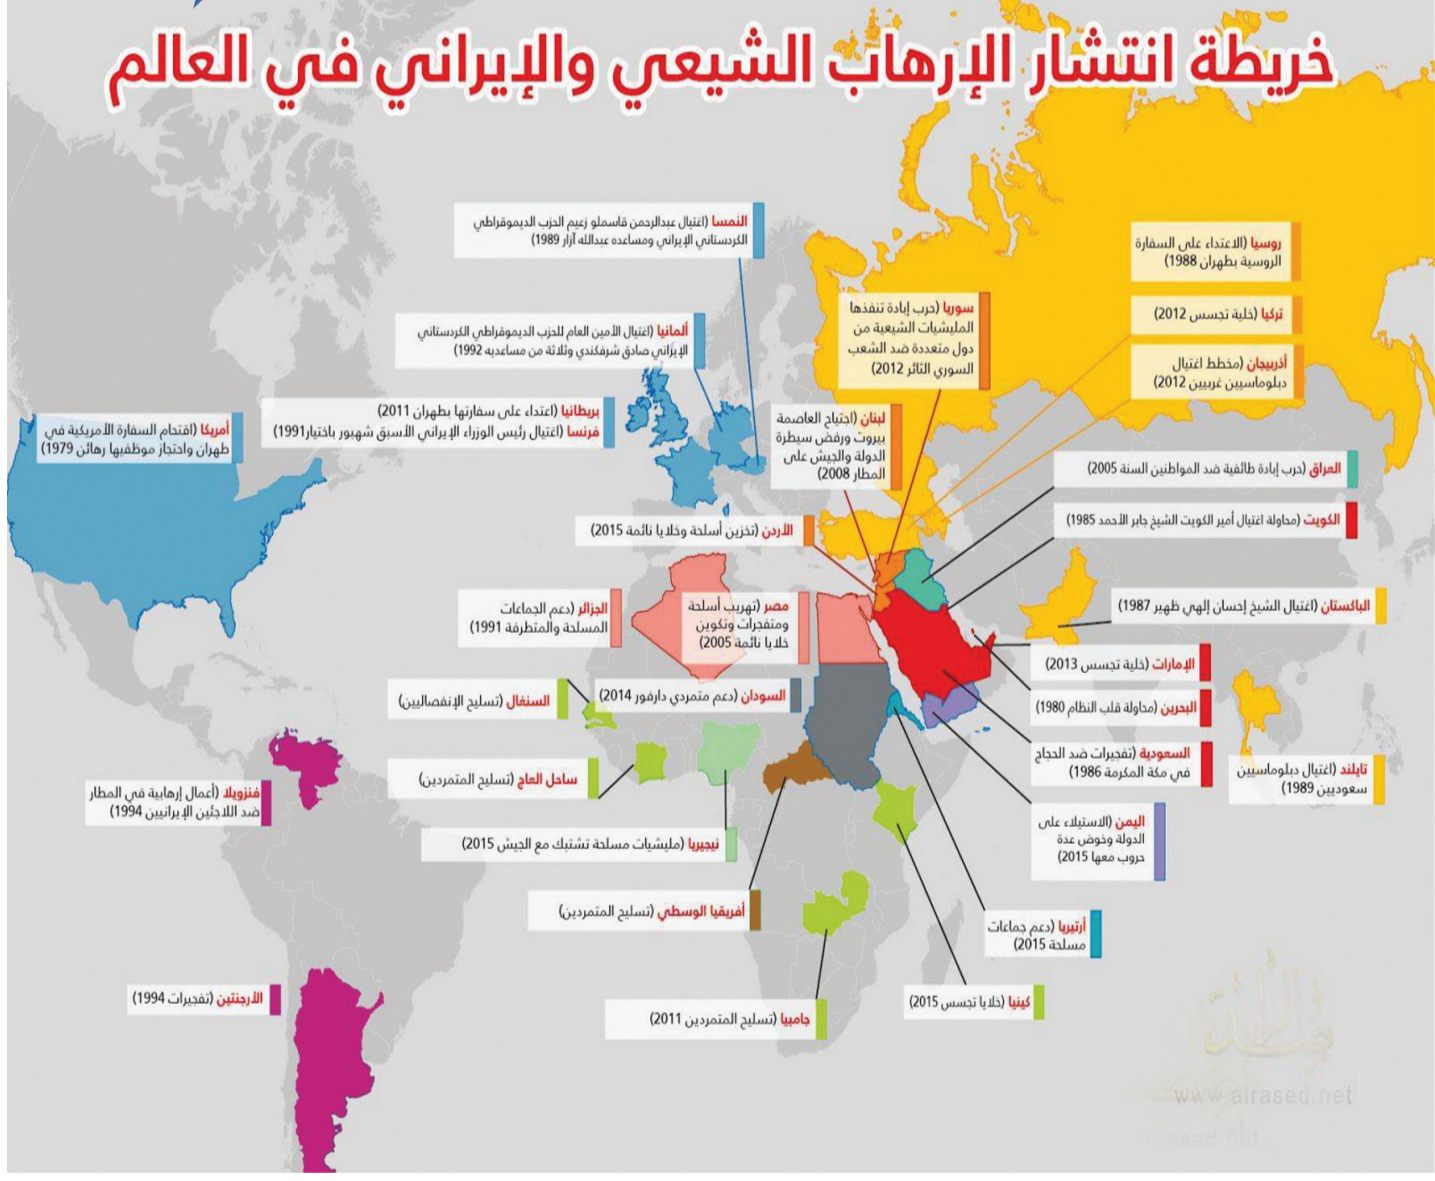 خريطة انتشار الإرهاب الشيعي والإيراني في العالم
النمسا (اغتيال عبدالرحمن قاسملو زعيم الحزب الديموقراطي
الكردستاني الإيراني ومساعده عبدالله آزار 1989)
روسيا (الاعتداء على السفارة
الروسية بطهران 1988)
تركيا (خلية تجسس 2012)
أذربيجان (مخطط اغتيال
دبلوماسيين غربيين 2012)
سوريا (حرب إبادة تنفذها
المليشيات الشيعية من
دول متعددة ضد الشعب
السوري الثائر 2012)
ألمانيا (اغتيال الأمين العام للحزب الديموقراطي الكردستاني
الإيراني صادق شرفكندي وثلاثة من مساعديه 1992)
بريطانيا (اعتداء على سفارتها بطهران 2011)
فرنسا (اغتيال رئيس الوزراء الإيراني الأسبق شهبور باختيار1991)
أمريكا (اقتحام السفارة الأمريكية في
طهران واحتجاز موظفيها رهائن 1979)
لبنان (اجتياح العاصمة
بيروت ورفض سيطرة
الدولة والجيش على
المطار 2008)
العراق (حرب إبادة طائفية ضد المواطنين السنة 2005)
الكويت (محاولة اغتيال أمير الكويت الشيخ جابر الأحمد 1985)
الأردن (تخزين أسلحة وخلايا نائمة 2015)
الباكستان (اغتيال الشيخ إحسان إلهي ظهير 1987)
الجزائر (دعم الجماعات
المسلحة والمتطرفة 1991)
مصر (تهريب أسلحة
ومتفجرات وتكوين
خلايا نائمة 2005)
الإمارات (خلية تجسس 2013)
البحرين (محاولة قلب النظام 1980)
السعودية (تفجيرات ضد الحجاج
في مكة المكرمة 1986)
تايلند (اغتيال دبلوماسيين
سعوديين 1989)
السودان (دعم متمردي دارفور 2014)
السنغال (تسليح الإنفصاليين)
ساحل العاج (تسليح المتمردين)
فنزويلا (أعمال إرهابية في المطار
ضد اللاجئين الإيرانيين 1994)
نيجيريا (مليشيات مسلحة تشتبك مع الجيش 2015)
اليمن (الاستيلاء على
الدولة وخوض عدة
حروب معها 2015)
أفريقيا الوسطى (تسليح المتمردين)
أرتيريا (دعم جماعات
مسلحة 2015)
كينيا (خلايا تجسس 2015)
الأرجنتين (تفجيرات 1994)
جامبيا (تسليح المتمردين 2011)
الراصد
www.alrased.net
alrased.net